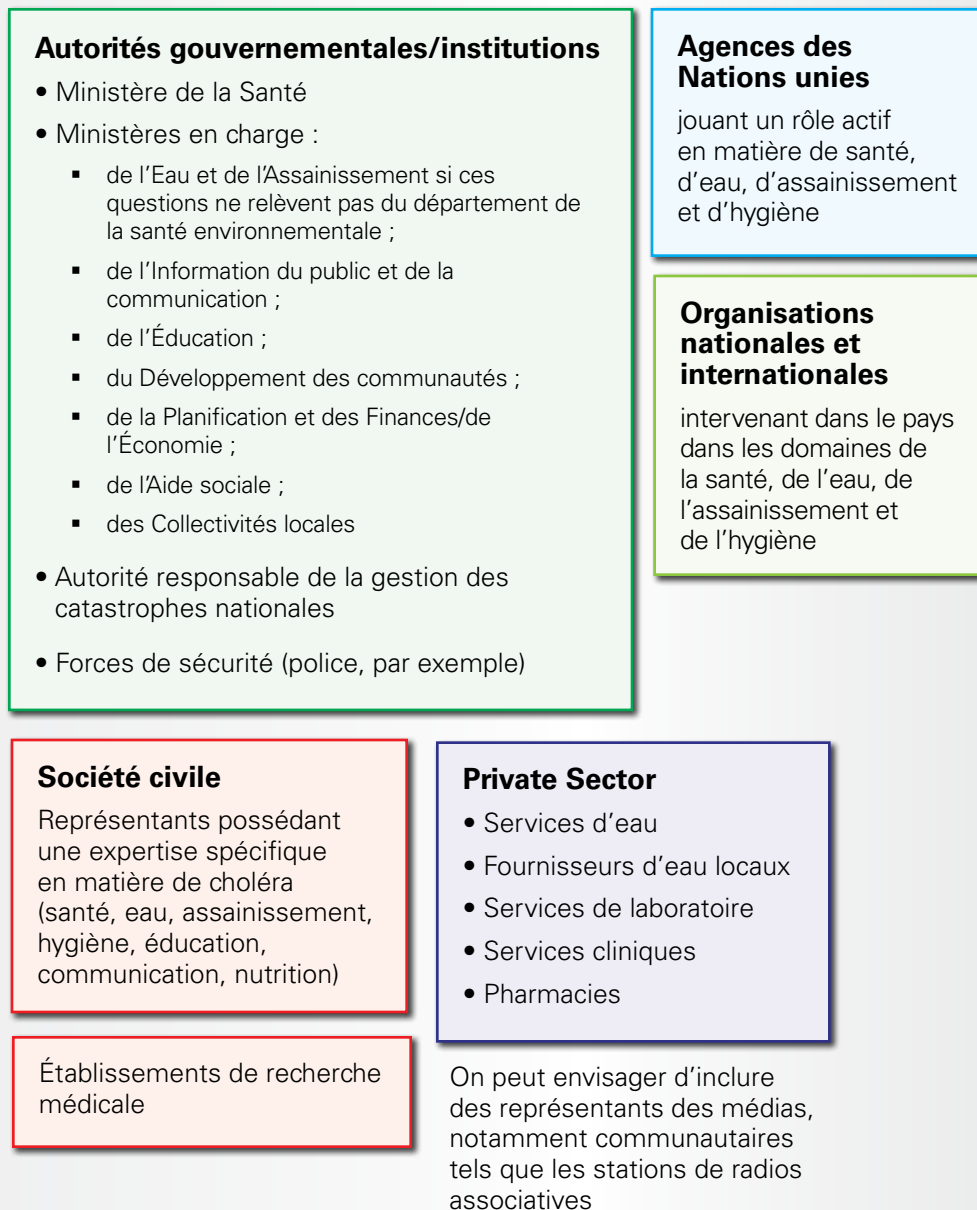 Autorités gouvernementales/institutions
• Ministère de la Santé
• Ministères en charge :
▪ de l’Eau et de l’Assainissement si ces
questions ne relèvent pas du département de
la santé environnementale ;
▪ de l’Information du public et de la
communication ;
▪ de l’Éducation ;
▪ du Développement des communautés ;
▪ de la Planification et des Finances/de
l’Économie ;
▪ de l’Aide sociale ;
▪ des Collectivités locales
• Autorité responsable de la gestion des
catastrophes nationales
• Forces de sécurité (police, par exemple)
Agences des
Nations unies
jouant un rôle actif
en matière de santé,
d’eau, d’assainissement
et d’hygiène
Organisations
nationales et
internationales
intervenant dans le pays
dans les domaines de
la santé, de l’eau, de
l’assainissement et
de l’hygiène
Société civile
Représentants possédant
une expertise spécifique
en matière de choléra
(santé, eau, assainissement,
hygiène, éducation,
communication, nutrition)
Établissements de recherche
médicale
Private Sector
• Services d’eau
• Fournisseurs d’eau locaux
• Services de laboratoire
• Services cliniques
• Pharmacies
On peut envisager d’inclure
des représentants des médias,
notamment communautaires
tels que les stations de radios
associatives